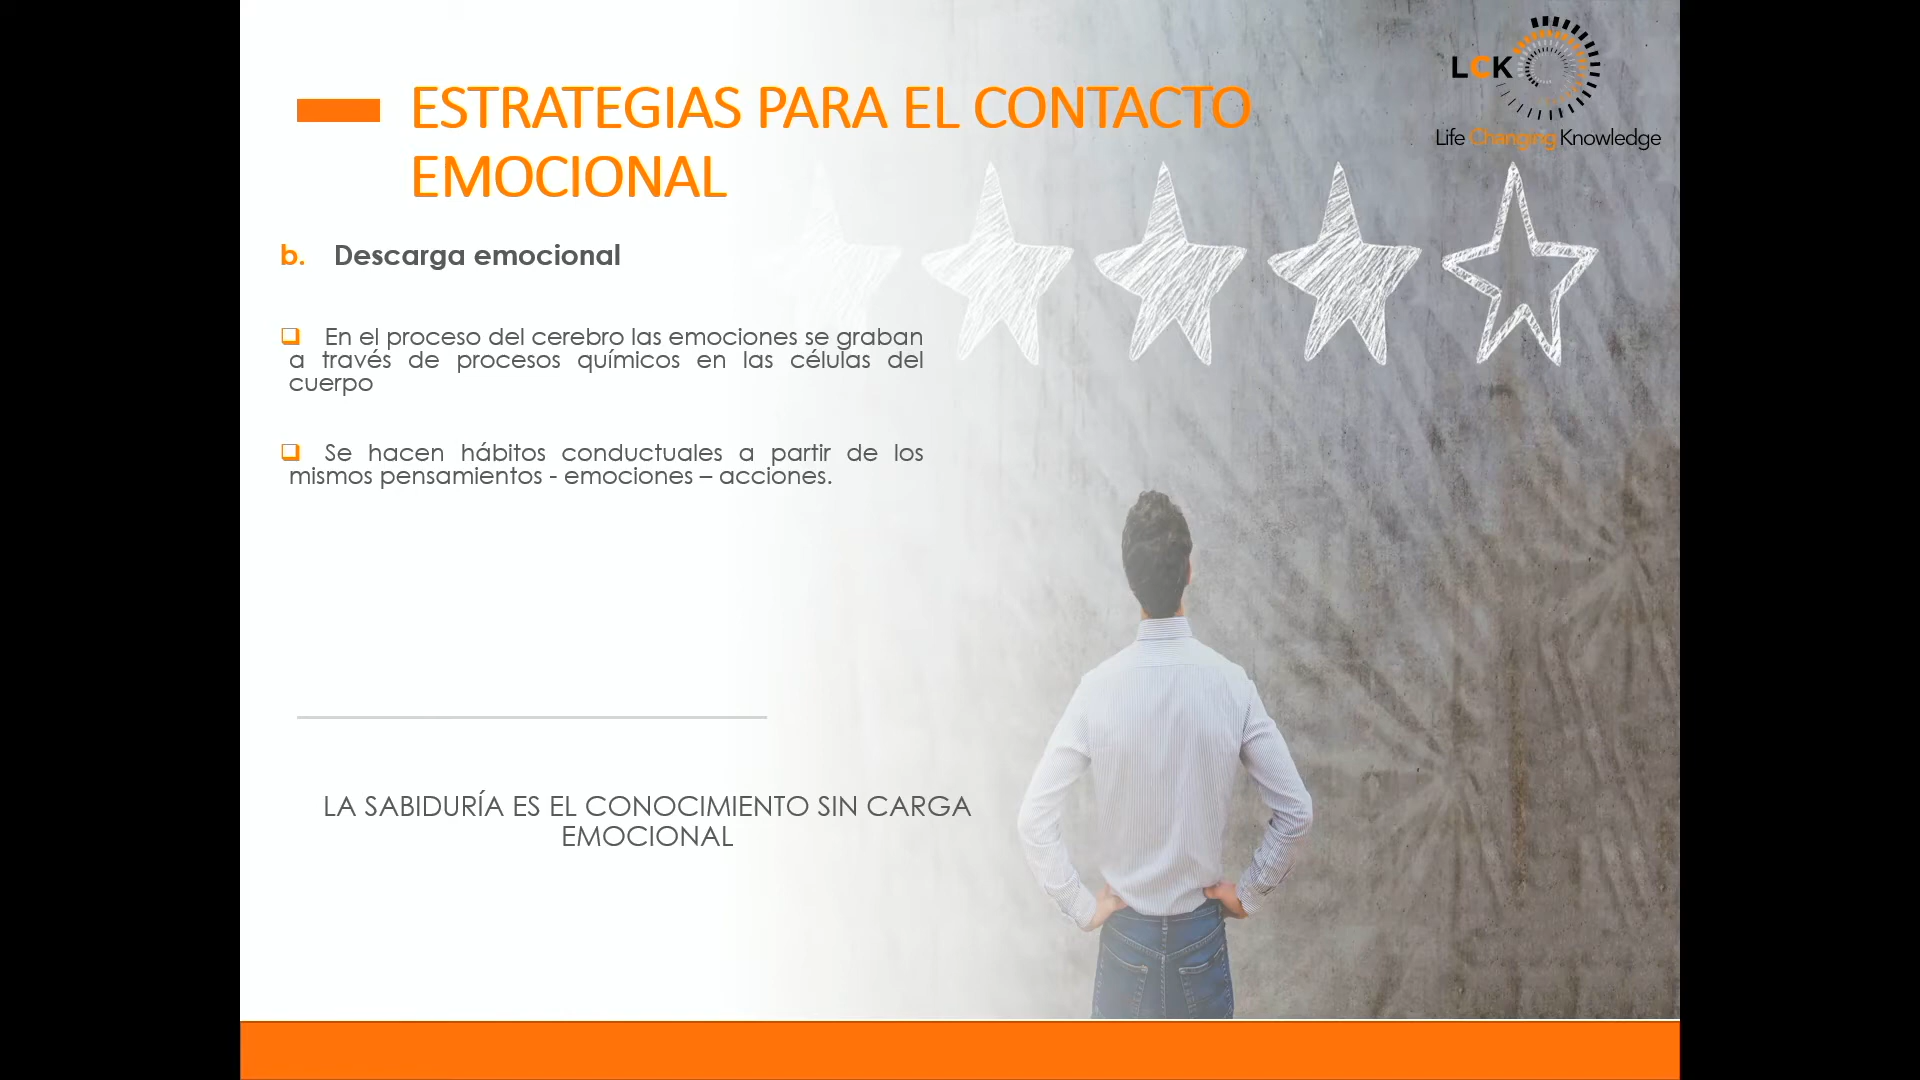 LCK
Life Changing Knowledge
ESTRATEGIAS PARA EL CONTACTO
EMOCIONAL
b. Descarga emocional
❑ En el proceso del cerebro las emociones se graban
a través de procesos químicos en las células del
cuerpo
❑ Se hacen hábitos conductuales a partir de los
mismos pensamientos - emociones – acciones.
LA SABIDURÍA ES EL CONOCIMIENTO SIN CARGA
EMOCIONAL